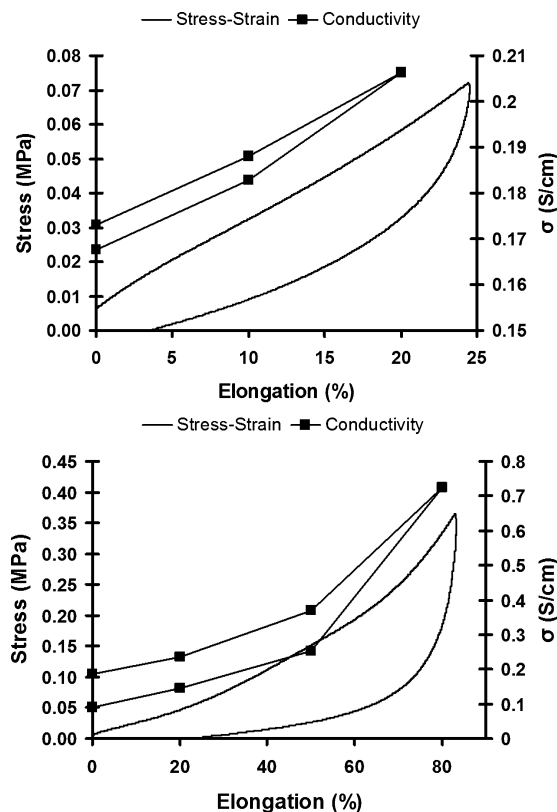 Stress-Strain Conductivity
0.08 0.21
0.07
0.06 0.2
0.05 0.19
0.04
0.03 0.18
0.02 0.17
0.01 0.16
0.00 0.15
0 5 10 15 20 25
Stress (MPa)
σ (S/cm)
Elongation (%)
Stress-Strain Conductivity
0.45 0.8
0.40 0.7
0.35 0.6
0.30 0.5
0.25
0.20 0.4
0.15 0.3
0.10 0.2
0.05 0.1
0.00 0
0 20 40 60 80
Stress (MPa)
σ (S/cm)
Elongation (%)